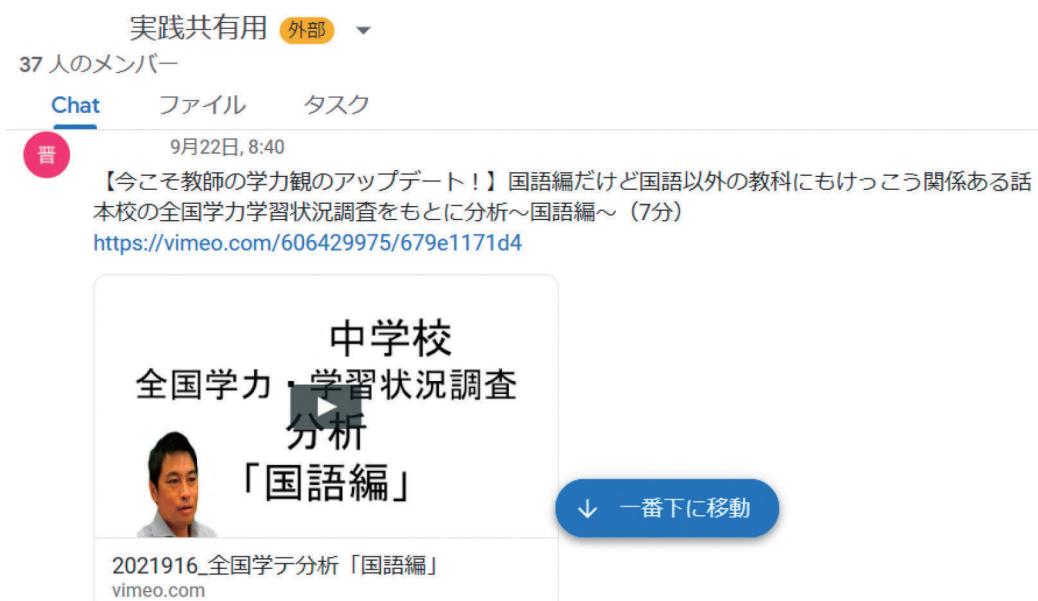 実践共有用 外部
37 人のメンバー
Chat ファイル タスク
晋 9月22日, 8:40
【今こそ教師の学力観のアップデート！】国語編だけど国語以外の教科にもけっこう関係ある話
本校の全国学力学習状況調査をもとに分析～国語編～（7分）
https://vimeo.com/606429975/679e1171d4
中学校
全国学力・学習状況調査
分析
「国語編」
一番下に移動
2021916_全国学テ分析「国語編」
vimeo.com